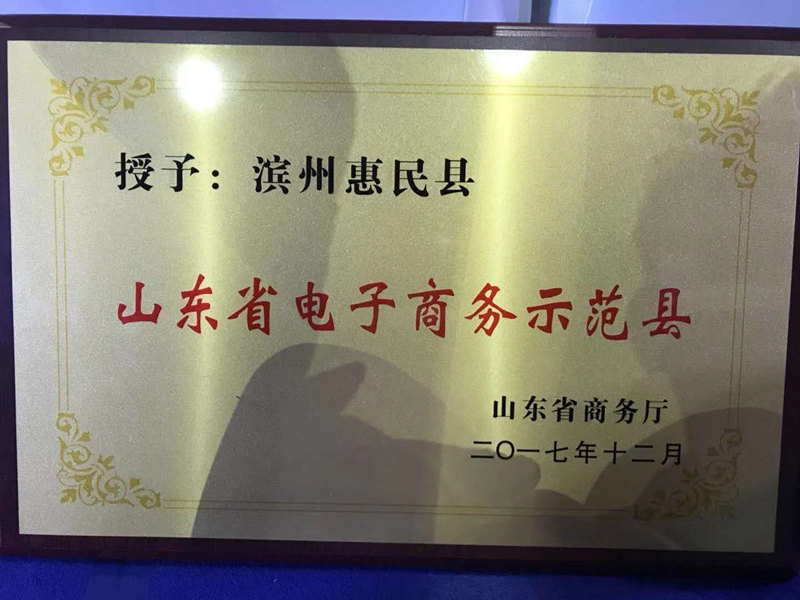 授予：滨州惠民县
山东省电子商务示范县
山东省商务厅
二〇一七年十二月